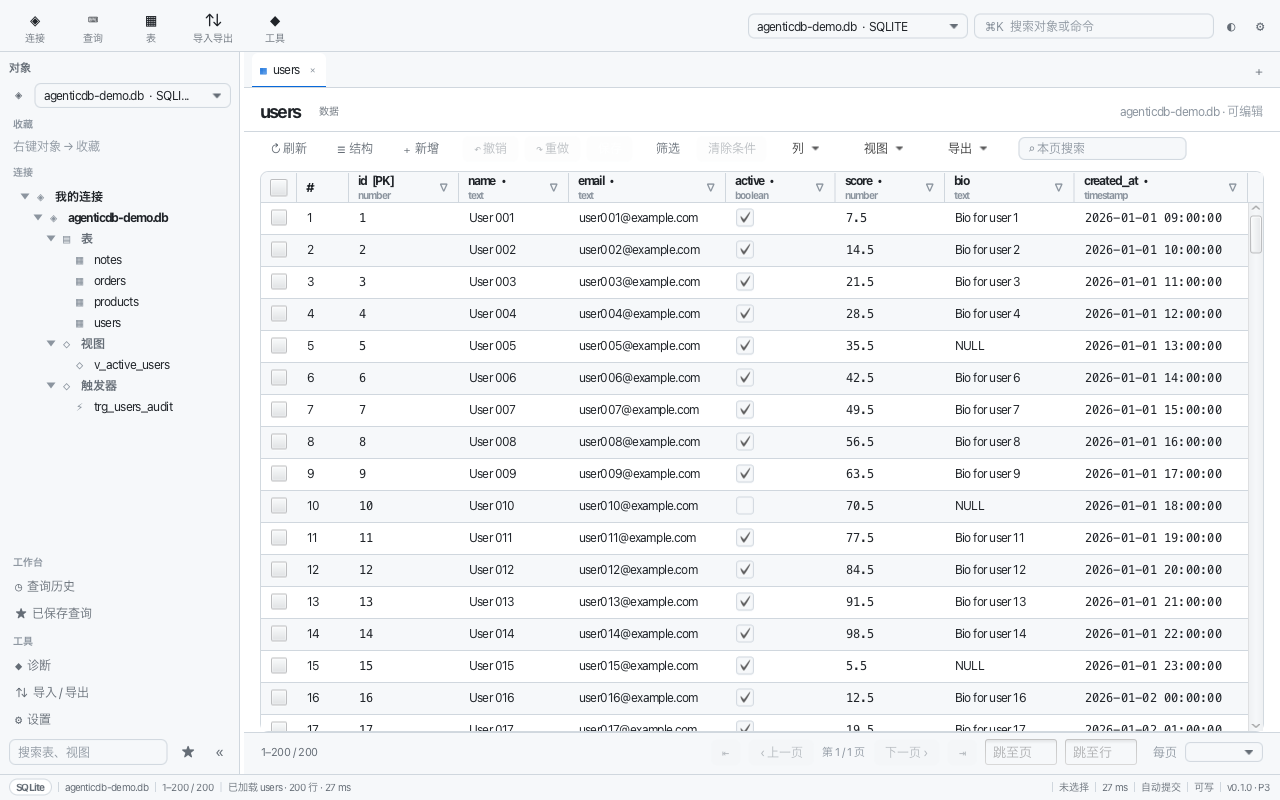 连接 查询 表 导入导出 工具
agenticdb-demo.db · SQLITE
⌘K 搜索对象或命令
对象
agenticdb-demo.db · SQLI...
收藏
右键对象 → 收藏
连接
我的连接
agenticdb-demo.db
表
notes
orders
products
users
视图
v_active_users
触发器
trg_users_audit
工作台
查询历史
已保存查询
工具
诊断
导入 / 导出
设置
搜索表、视图
«
users ×
+
users 数据
agenticdb-demo.db · 可编辑
刷新 结构 + 新增 撤销 重做 筛选 清除条件 列 视图 导出 本页搜索
# id [PK] name • email • active • score • bio created_at •
number text text boolean number text timestamp
1 1 User 001 user001@example.com 7.5 Bio for user 1 2026-01-01 09:00:00
2 2 User 002 user002@example.com 14.5 Bio for user 2 2026-01-01 10:00:00
3 3 User 003 user003@example.com 21.5 Bio for user 3 2026-01-01 11:00:00
4 4 User 004 user004@example.com 28.5 Bio for user 4 2026-01-01 12:00:00
5 5 User 005 user005@example.com 35.5 NULL 2026-01-01 13:00:00
6 6 User 006 user006@example.com 42.5 Bio for user 6 2026-01-01 14:00:00
7 7 User 007 user007@example.com 49.5 Bio for user 7 2026-01-01 15:00:00
8 8 User 008 user008@example.com 56.5 Bio for user 8 2026-01-01 16:00:00
9 9 User 009 user009@example.com 63.5 Bio for user 9 2026-01-01 17:00:00
10 10 User 010 user010@example.com 70.5 NULL 2026-01-01 18:00:00
11 11 User 011 user011@example.com 77.5 Bio for user 11 2026-01-01 19:00:00
12 12 User 012 user012@example.com 84.5 Bio for user 12 2026-01-01 20:00:00
13 13 User 013 user013@example.com 91.5 Bio for user 13 2026-01-01 21:00:00
14 14 User 014 user014@example.com 98.5 Bio for user 14 2026-01-01 22:00:00
15 15 User 015 user015@example.com 5.5 NULL 2026-01-01 23:00:00
16 16 User 016 user016@example.com 12.5 Bio for user 16 2026-01-02 00:00:00
17 17 User 017 user017@example.com 19.5 Bio for user 17 2026-01-02 01:00:00
1–200 / 200
‹ 上一页 第 1 / 1 页 下一页 › 跳至页 跳至行 每页
SQLite agenticdb-demo.db 1–200 / 200 已加载 users · 200 行 · 27 ms
未选择 27 ms 自动提交 可写 v0.1.0 · P3